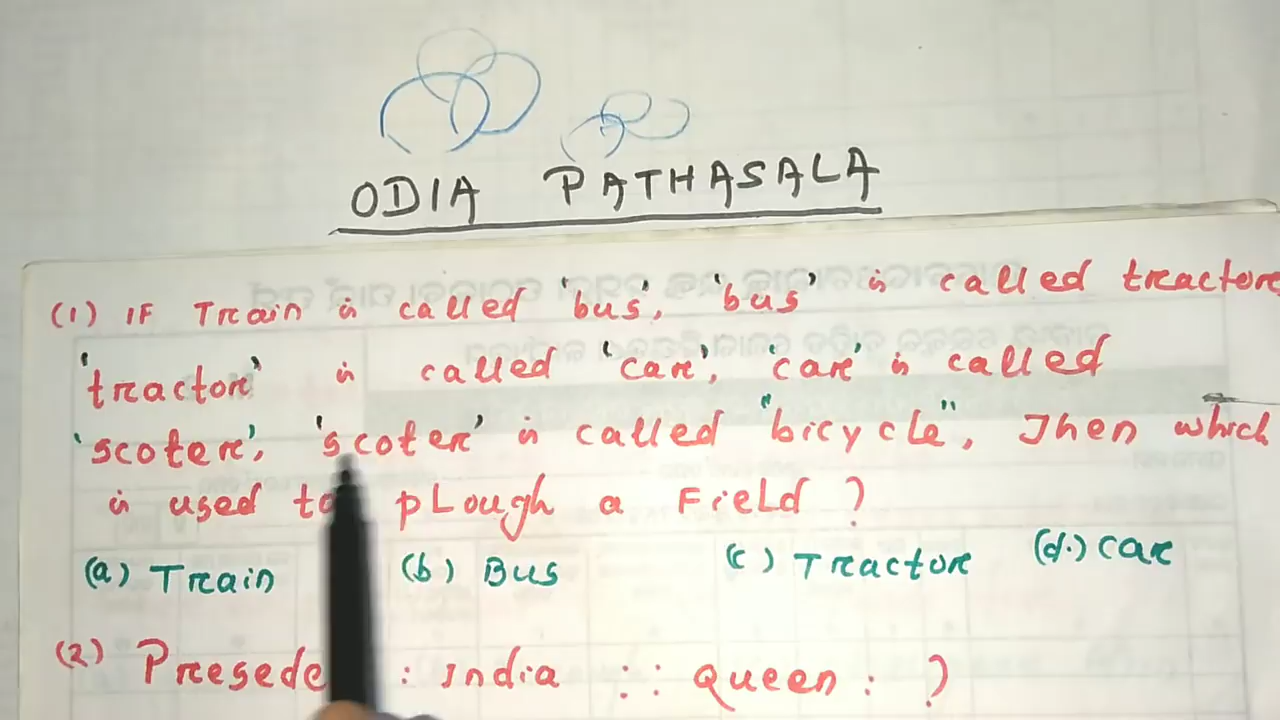 ODIA PATHASALA
(1) IF Train is called 'bus', 'bus' is called tractor
'tractor' is called 'car', 'car' is called
'scoter', 'scoter' is called "bicycle", Then which
is used to plough a Field ?
(a) Train (b) Bus (c) Tractor (d.) car
(2) : India :: Queen : ?